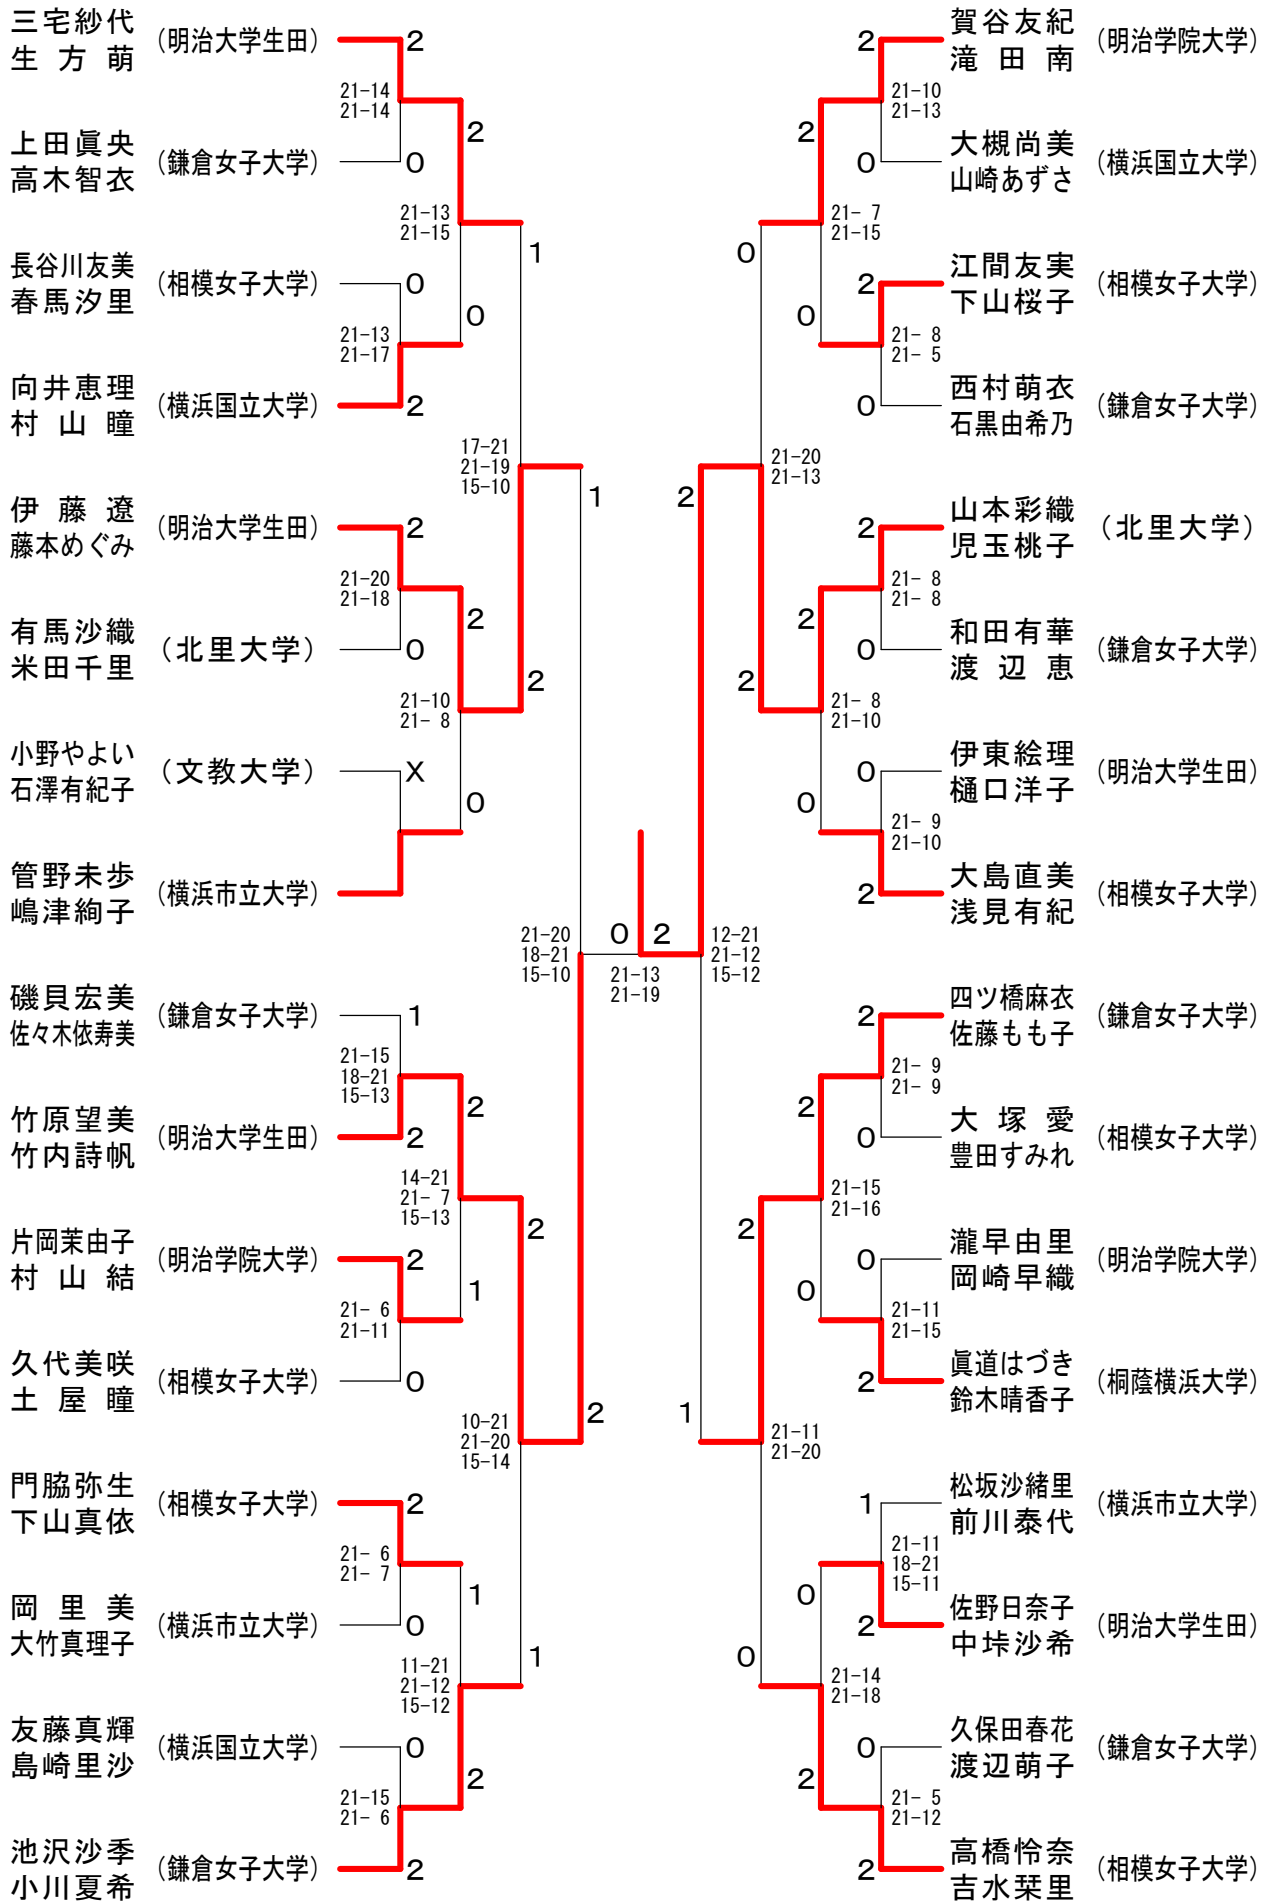 三宅紗代
生方萌
(明治大学生田)
2
21-14
21-14
上田眞央
高木智衣
(鎌倉女子大学)
0
2
21-13
21-15
長谷川友美
春馬汐里
(相模女子大学)
0
21-13
21-17
0
向井恵理
村山瞳
(横浜国立大学)
2
1
17-21
21-19
15-10
伊藤遼
藤本めぐみ
(明治大学生田)
2
21-20
21-18
有馬沙織
米田千里
(北里大学)
0
2
21-10
21- 8
2
小野やよい
石澤有紀子
(文教大学)
X
0
管野未歩
嶋津絢子
(横浜市立大学)
1
21-20
18-21
15-10
磯貝宏美
佐々木依寿美
(鎌倉女子大学)
1
21-15
18-21
15-13
竹原望美
竹内詩帆
(明治大学生田)
2
2
14-21
21- 7
15-13
2
片岡茉由子
村山結
(明治学院大学)
2
21- 6
21-11
1
久代美咲
土屋瞳
(相模女子大学)
0
10-21
21-20
15-14
2
門脇弥生
下山真依
(相模女子大学)
2
21- 6
21- 7
1
岡里美
大竹真理子
(横浜市立大学)
0
11-21
21-12
15-12
1
友藤真輝
島崎里沙
(横浜国立大学)
0
21-15
21- 6
2
池沢沙季
小川夏希
(鎌倉女子大学)
2
0
2
21-13
21-19
賀谷友紀
滝田南
(明治学院大学)
2
21-10
21-13
大槻尚美
山崎あずさ
(横浜国立大学)
0
2
21- 7
21-15
0
江間友実
下山桜子
(相模女子大学)
2
21- 8
21- 5
0
西村萌衣
石黒由希乃
(鎌倉女子大学)
0
21-20
21-13
2
山本彩織
児玉桃子
(北里大学)
2
21- 8
21- 8
2
和田有華
渡辺恵
(鎌倉女子大学)
0
21- 8
21-10
2
伊東絵理
樋口洋子
(明治大学生田)
0
21- 9
21-10
0
大島直美
浅見有紀
(相模女子大学)
2
12-21
21-12
15-12
四ツ橋麻衣
佐藤もも子
(鎌倉女子大学)
2
21- 9
21- 9
2
大塚愛
豊田すみれ
(相模女子大学)
0
21-15
21-16
2
瀧早由里
岡崎早織
(明治学院大学)
0
21-11
21-15
0
眞道はづき
鈴木晴香子
(桐蔭横浜大学)
2
1
21-11
21-20
松坂沙緒里
前川泰代
(横浜市立大学)
1
21-11
18-21
15-11
0
佐野日奈子
中垰沙希
(明治大学生田)
2
0
21-14
21-18
久保田春花
渡辺萌子
(鎌倉女子大学)
0
21- 5
21-12
2
高橋怜奈
吉水栞里
(相模女子大学)
2